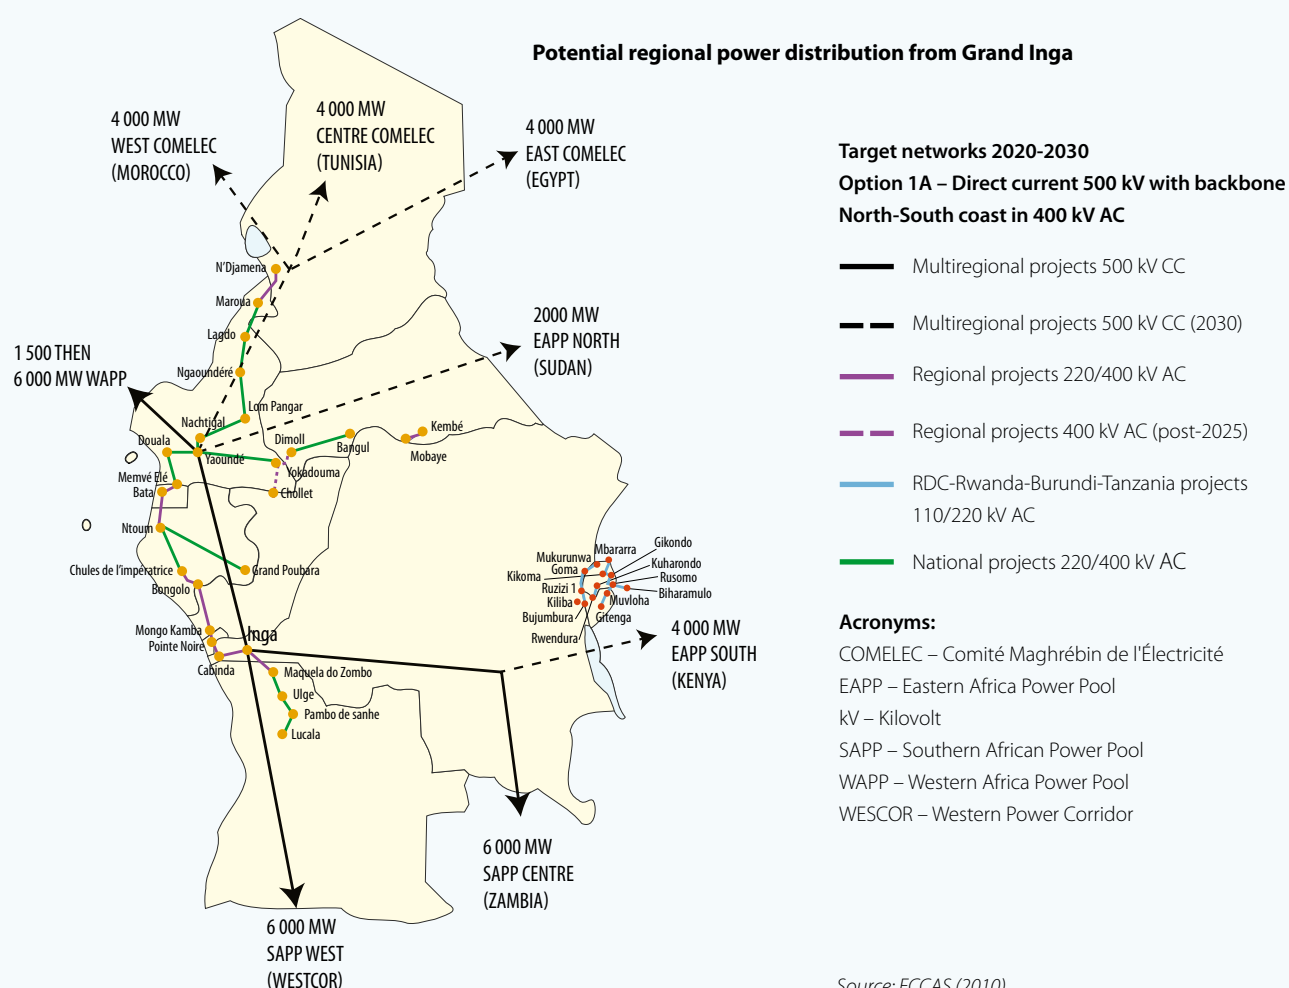 Potential regional power distribution from Grand Inga
4 000 MW
WEST COMELEC
(MOROCCO)
4 000 MW
CENTRE COMELEC
(TUNISIA)
4 000 MW
EAST COMELEC
(EGYPT)
2000 MW
EAPP NORTH
(SUDAN)
1 500 THEN
6 000 MW WAPP
N'Djamena
Maroua
Lagdo
Ngaoundéré
Lom Pangar
Nachtigal
Douala
Yaoundé
Dimoll
Bangul
Kembé
Mobaye
Yokadouma
Chollet
Memvé Elé
Bata
Ntoum
Chules de l'impératrice
Grand Poubara
Bongolo
Mongo Kamba
Pointe Noire
Inga
Cabinda
Maquela do Zombo
Ulge
Pambo de sanhe
Lucala
Gikondo
Mbararra
Mukurunwa
Kuharondo
Goma
Rusomo
Kikoma
Biharamulo
Ruzizi 1
Muvloha
Kiliba
Gitenga
Bujumbura
Rwendura
4 000 MW
EAPP SOUTH
(KENYA)
6 000 MW
SAPP CENTRE
(ZAMBIA)
6 000 MW
SAPP WEST
(WESTCOR)
Target networks 2020-2030
Option 1A – Direct current 500 kV with backbone
North-South coast in 400 kV AC
Multiregional projects 500 kV CC
Multiregional projects 500 kV CC (2030)
Regional projects 220/400 kV AC
Regional projects 400 kV AC (post-2025)
RDC-Rwanda-Burundi-Tanzania projects
110/220 kV AC
National projects 220/400 kV AC
Acronyms:
COMELEC – Comité Maghrébin de l'Électricité
EAPP – Eastern Africa Power Pool
kV – Kilovolt
SAPP – Southern African Power Pool
WAPP – Western Africa Power Pool
WESCOR – Western Power Corridor
Source: ECCAS (2010)